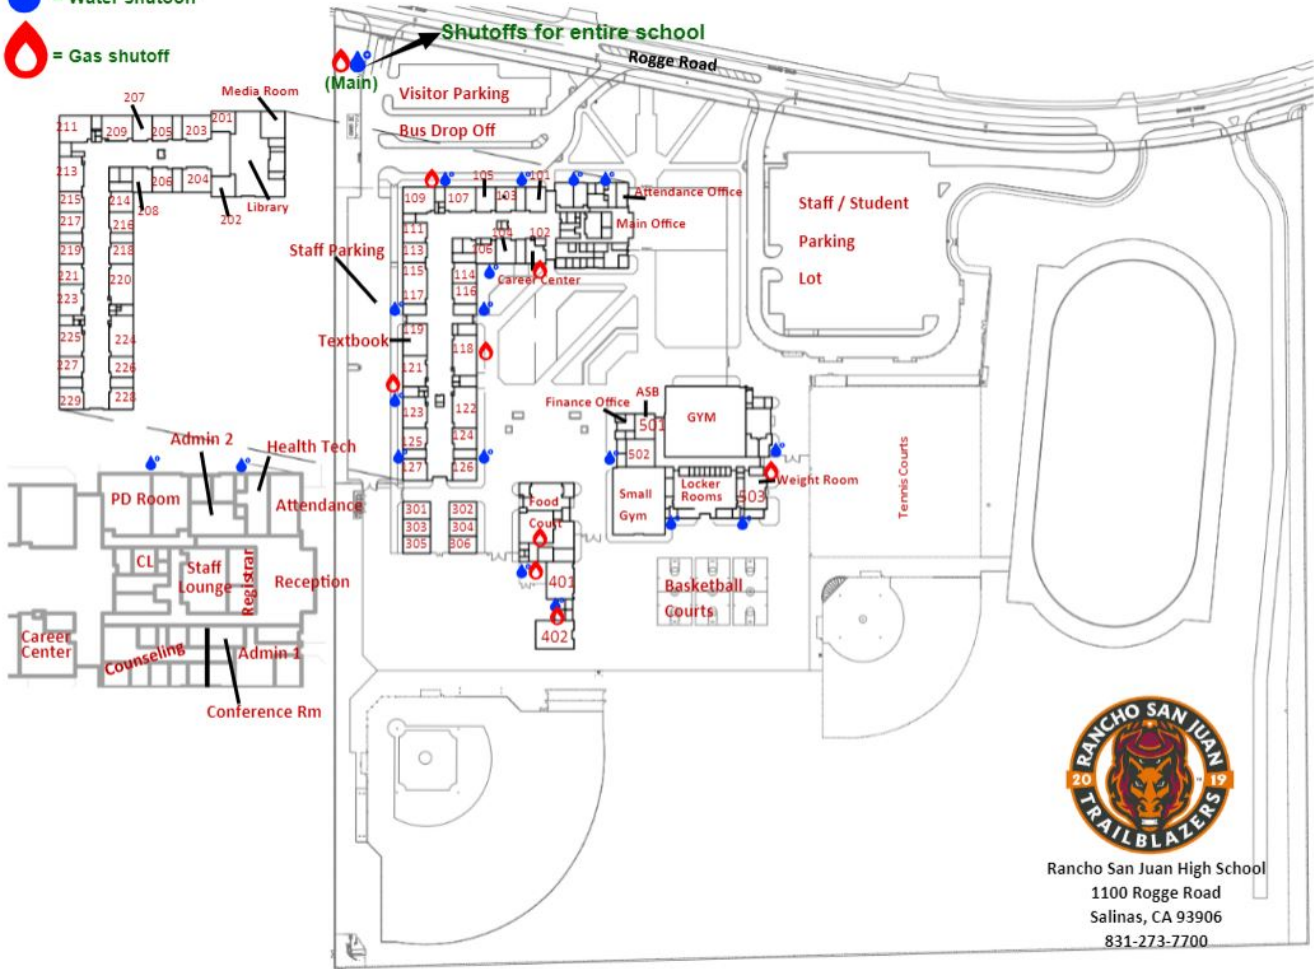 = Water shutoff
= Gas shutoff
Shutoffs for entire school
(Main)
Rogge Road
Visitor Parking
Bus Drop Off
Media Room
207
201
211
209
205
203
213
206
204
208
202
Library
215
214
217
216
219
218
221
220
223
225
224
227
226
229
228
105
101
109
107
103
Attendance Office
111
104
102
Main Office
113
106
Staff Parking
115
114
Career Center
117
116
119
Textbook
118
121
123
122
125
124
127
126
301
302
303
304
305
306
Staff / Student
Parking
Lot
Finance Office
ASB
501
GYM
502
Small
Gym
Locker
Rooms
503
Weight Room
Tennis Courts
Food
Court
401
402
Basketball
Courts
Admin 2
Health Tech
PD Room
Attendance
CL
Staff
Lounge
Registrar
Reception
Career
Center
Counseling
Admin 1
Conference Rm
RANCHO SAN JUAN
20 19
TRAILBLAZERS
Rancho San Juan High School
1100 Rogge Road
Salinas, CA 93906
831-273-7700